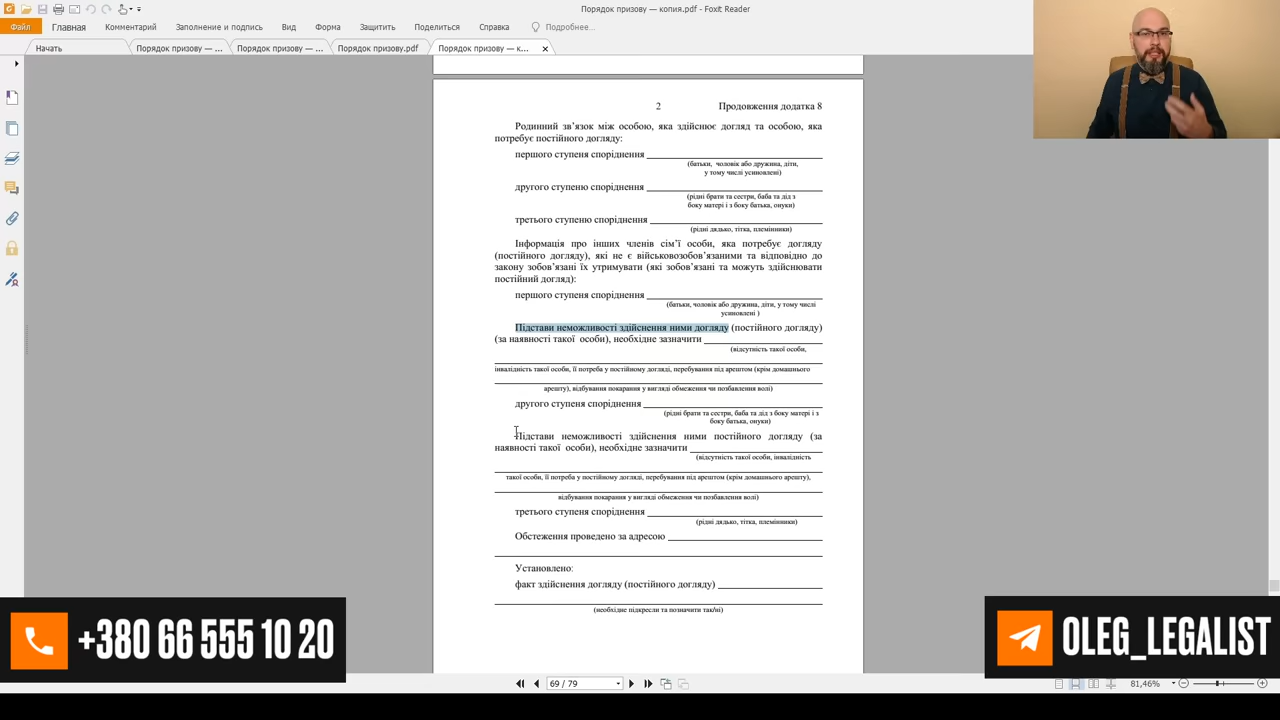 Порядок призову — копия.pdf - Foxit Reader
Файл Главная Комментарий Заполнение и подпись Вид Форма Защитить Поделиться Справка Подробнее...
Начать Порядок призову — ... Порядок призову — ... Порядок призову.pdf Порядок призову — к...
2 Продовження додатка 8
Родинний зв’язок між особою, яка здійснює догляд та особою, яка
потребує постійного догляду:
першого ступеня споріднення
(батьки, чоловік або дружина, діти,
у тому числі усиновлені)
другого ступеню споріднення
(рідні брати та сестри, баба та дід з
боку матері і з боку батька, онуки)
третього ступеню споріднення
(рідні дядько, тітка, племінники)
Інформація про інших членів сім’ї особи, яка потребує догляду
(постійного догляду), які не є військовозобов’язаними та відповідно до
закону зобов’язані їх утримувати (які зобов’язані та можуть здійснювати
постійний догляд):
першого ступеня споріднення
(батьки, чоловік або дружина, діти, у тому числі
усиновлені )
Підстави неможливості здійснення ними догляду (постійного догляду)
(за наявності такої особи), необхідне зазначити
(відсутність такої особи,
інвалідність такої особи, її потреба у постійному догляді, перебування під арештом (крім домашнього
арешту), відбування покарання у вигляді обмеження чи позбавлення волі)
другого ступеня споріднення
(рідні брати та сестри, баба та дід з боку матері і з
боку батька, онуки)
Підстави неможливості здійснення ними постійного догляду (за
наявності такої особи), необхідне зазначити
(відсутність такої особи, інвалідність
такої особи, її потреба у постійному догляді, перебування під арештом (крім домашнього арешту),
відбування покарання у вигляді обмеження чи позбавлення волі)
третього ступеня споріднення
(рідні дядько, тітка, племінники)
Обстеження проведено за адресою
Установлено:
факт здійснення догляду (постійного догляду)
(необхідне підкресли та позначити так/ні)
+380 66 555 10 20
OLEG_LEGALIST
69 / 79
81,46%